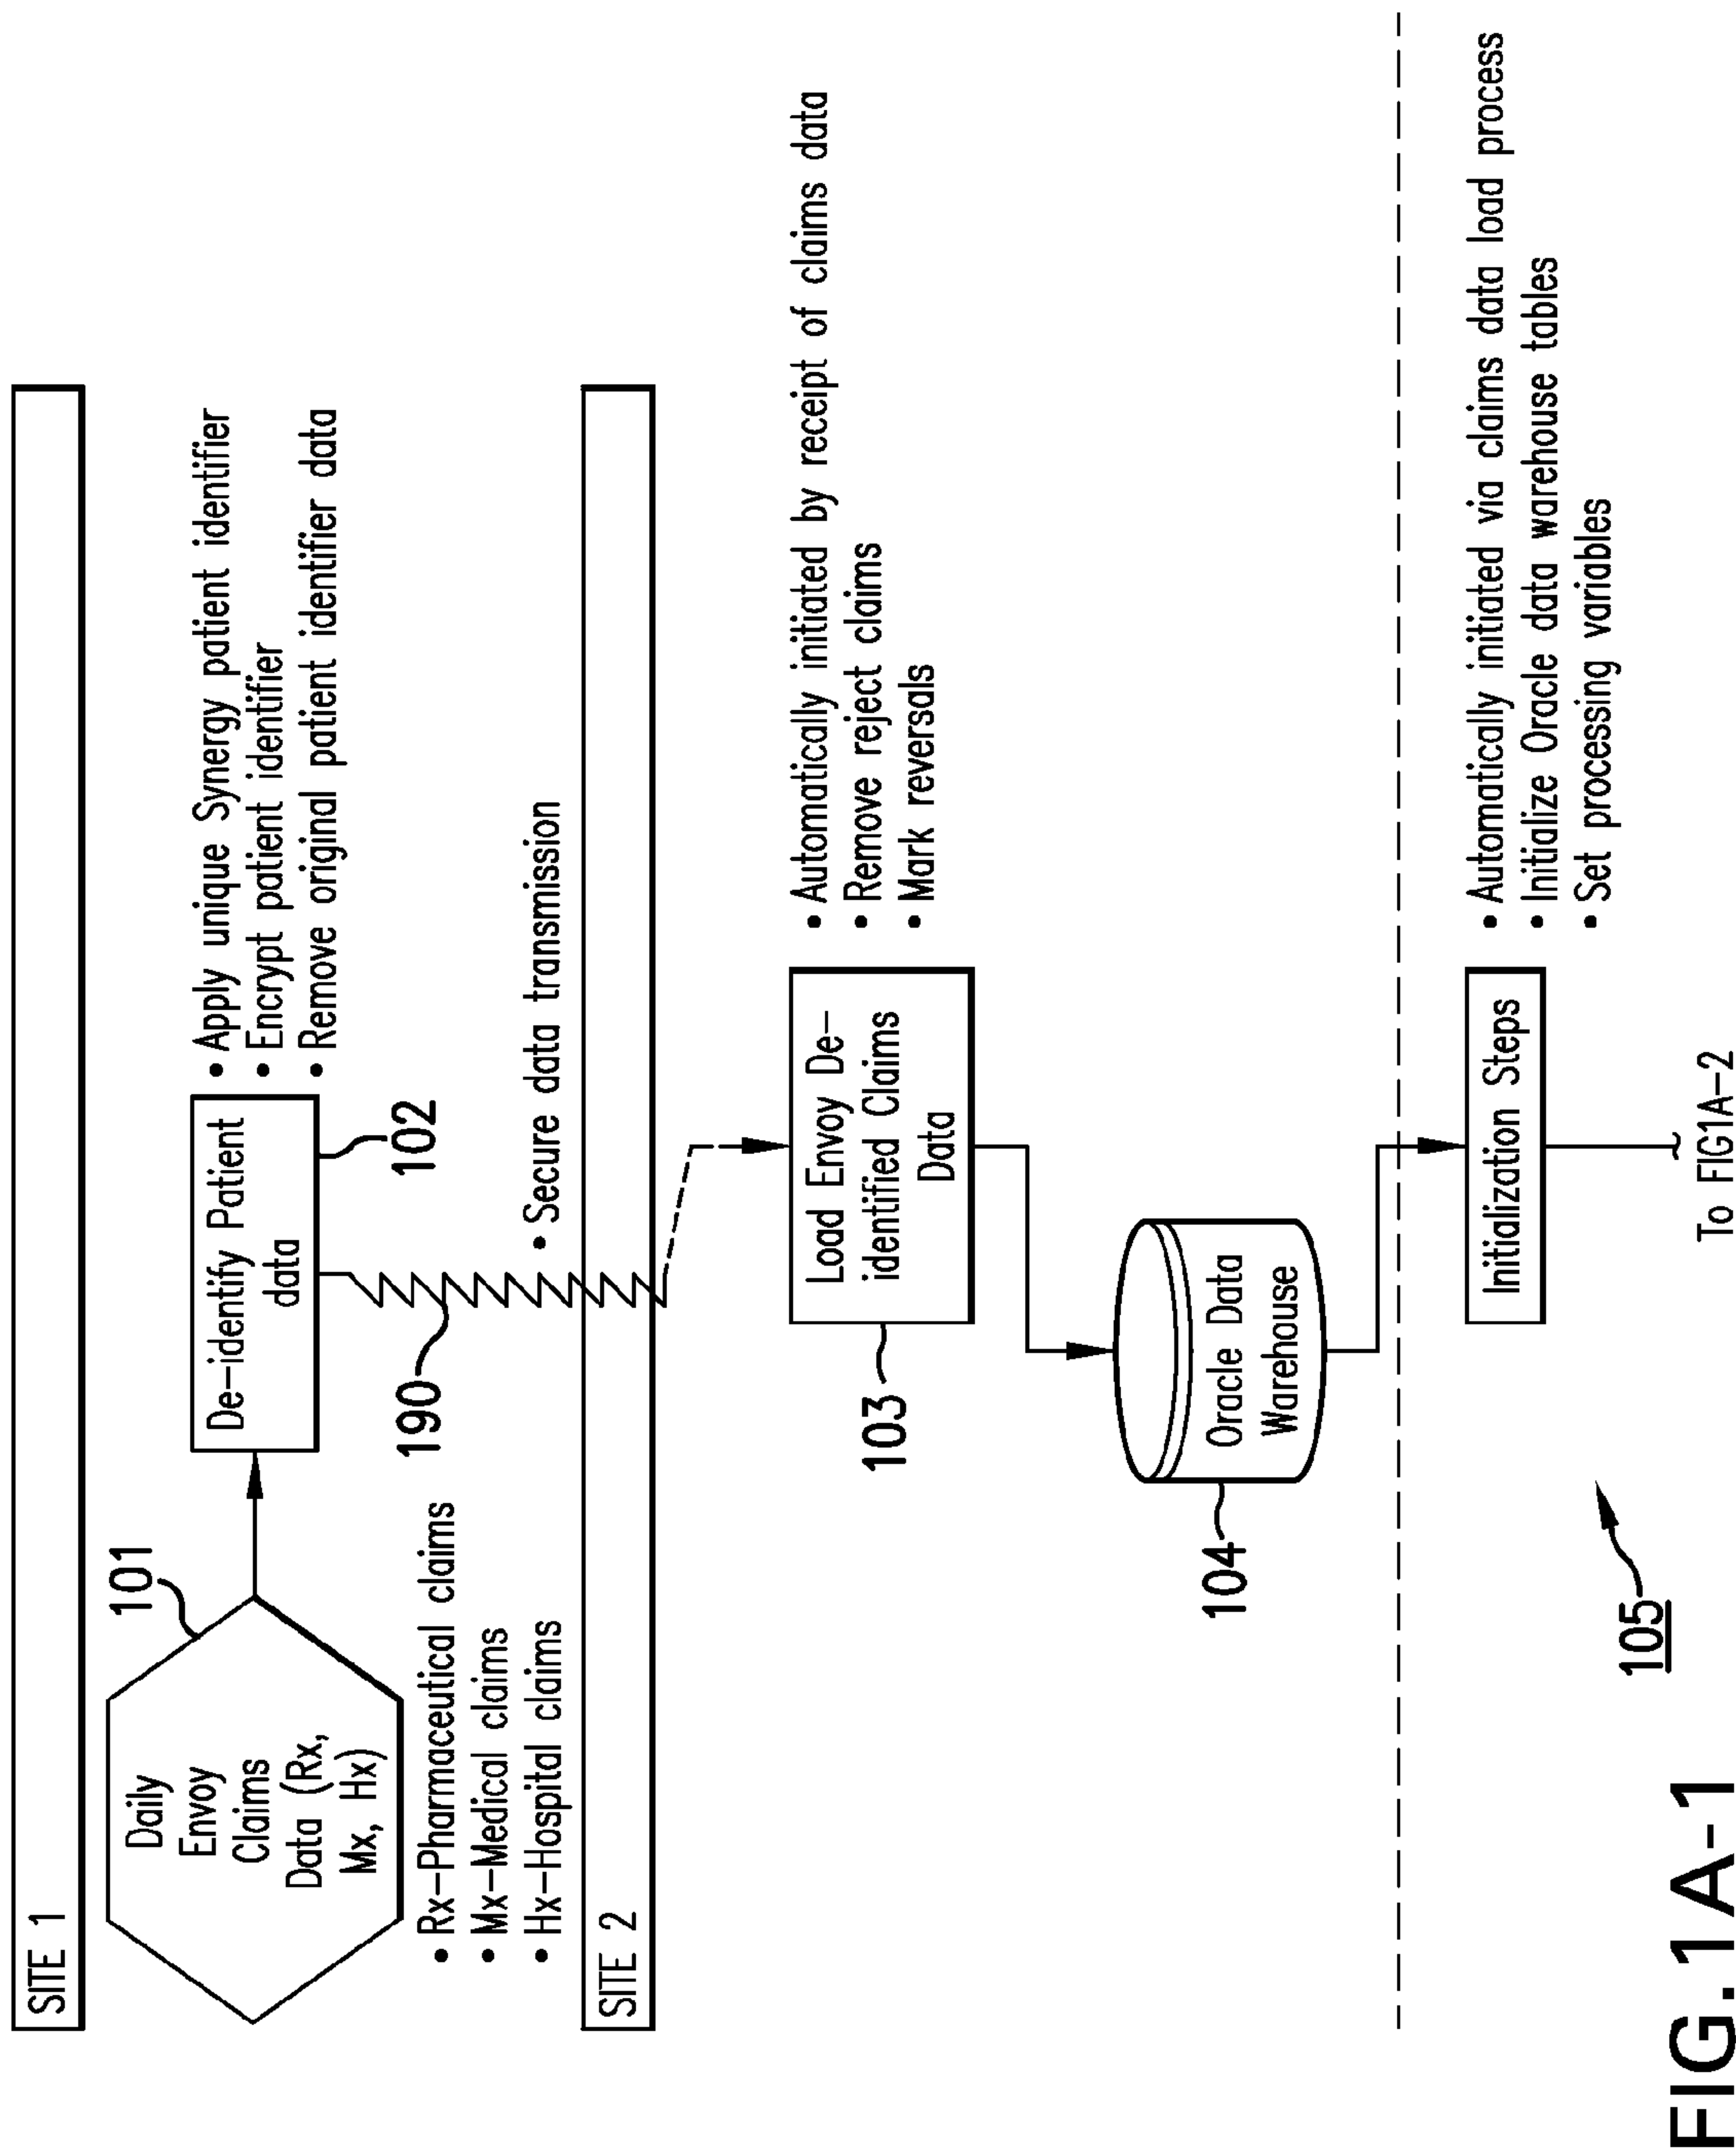 SITE 1
Daily
Envoy
Claims
Data (Rx,
Mx, Hx)
101
De-identify Patient
data
102
• Apply unique Synergy patient identifier
• Encrypt patient identifier
• Remove original patient identifier data
• Rx-Pharmaceutical claims
• Mx-Medical claims
• Hx-Hospital claims
190
• Secure data transmission
SITE 2
Load Envoy De-
identified Claims
Data
103
• Automatically initiated by receipt of claims data
• Remove reject claims
• Mark reversals
Oracle Data
Warehouse
104
Initialization Steps
• Automatically initiated via claims data load process
• Initialize Oracle data warehouse tables
• Set processing variables
105
To FIG1A-2
FIG.1A-1